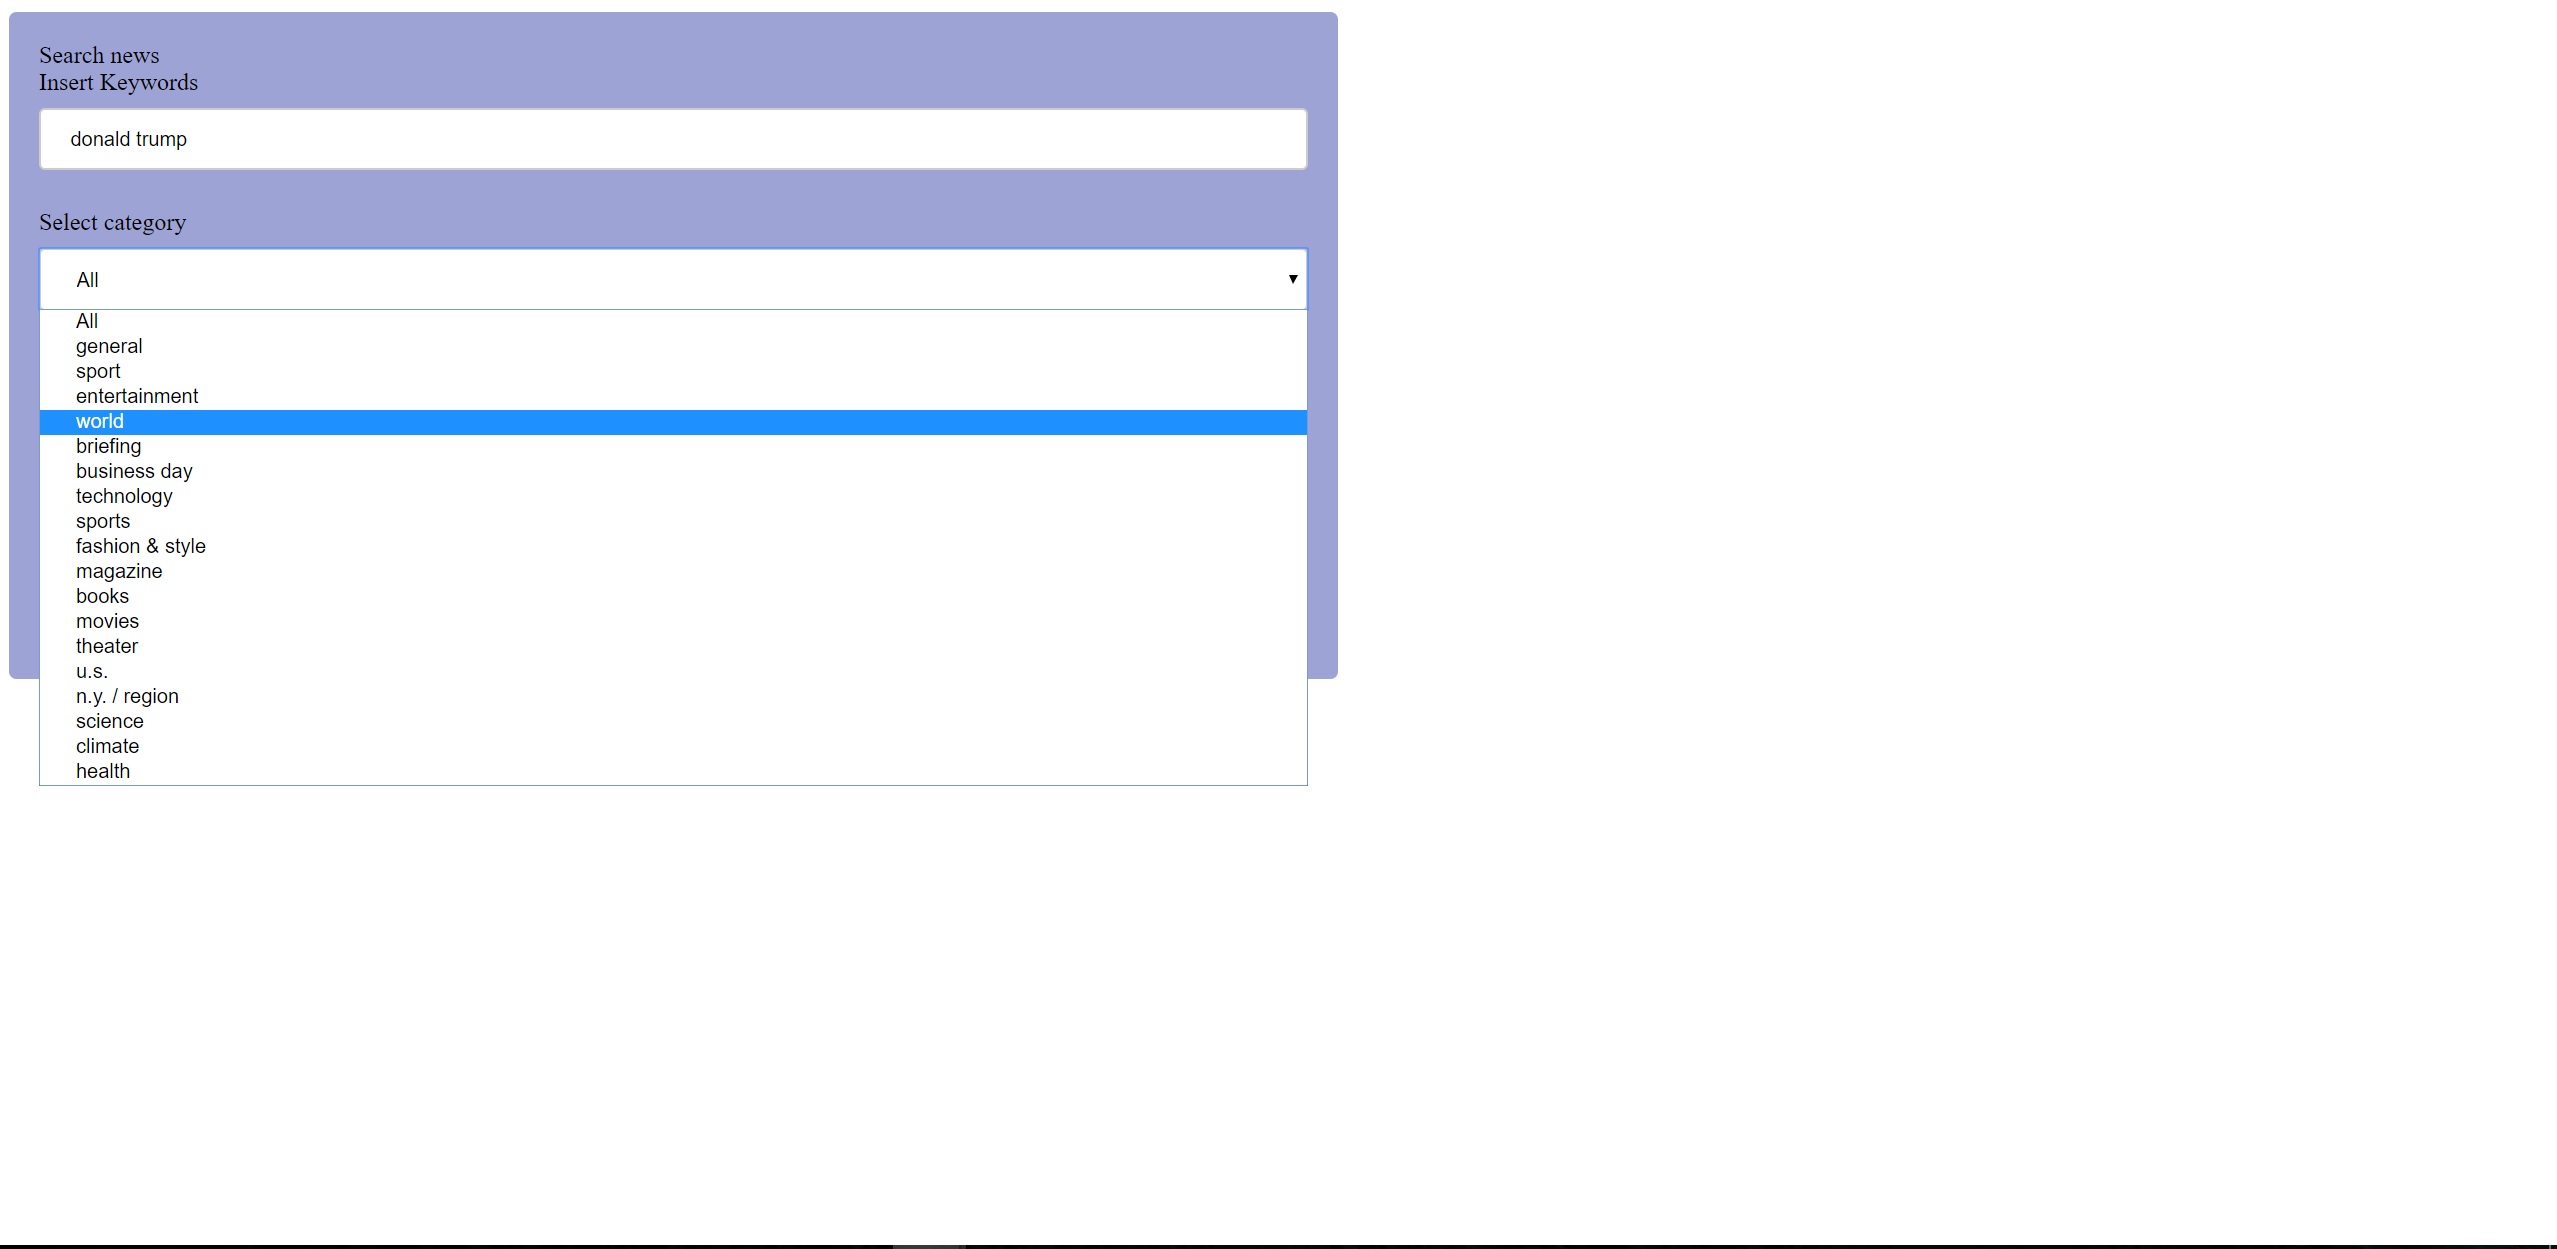 Search news
Insert Keywords
donald trump
Select category
All
All
general
sport
entertainment
world
briefing
business day
technology
sports
fashion & style
magazine
books
movies
theater
u.s.
n.y. / region
science
climate
health